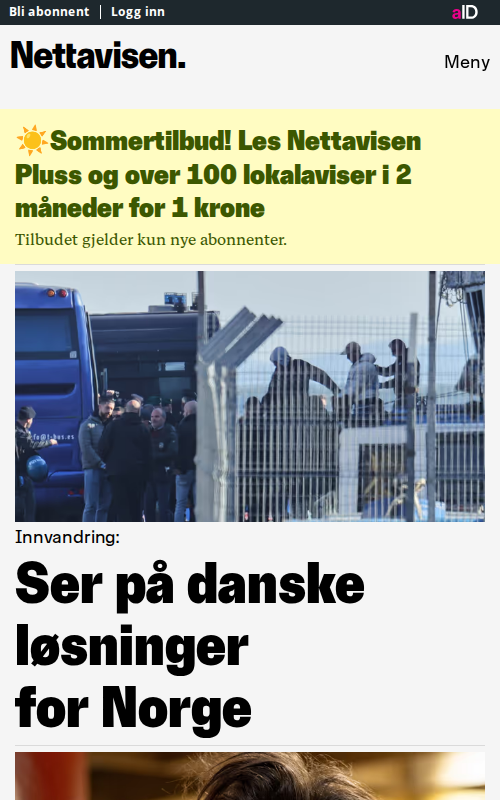 Bli abonnent | Logg inn
aID
Nettavisen.
Meny
☀️Sommertilbud! Les Nettavisen
Pluss og over 100 lokalaviser i 2
måneder for 1 krone
Tilbudet gjelder kun nye abonnenter.
Innvandring:
Ser på danske
løsninger
for Norge